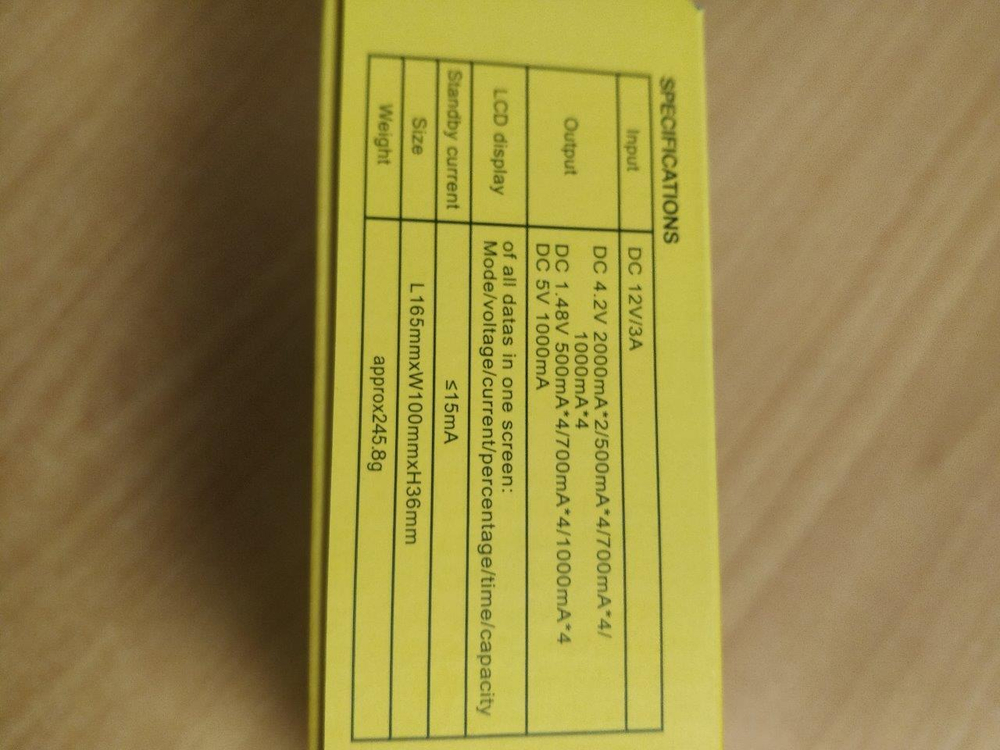 SPECIFICATIONS
Input DC 12V/3A
Output DC 4.2V 2000mA*2/500mA*4/700mA*4/
1000mA*4
DC 1.48V 500mA*4/700mA*4/1000mA*4
DC 5V 1000mA
LCD display of all datas in one screen:
Mode/voltage/current/percentage/time/capacity
Standby current ≤15mA
Size L165mmxW100mmxH36mm
Weight approx245.8g